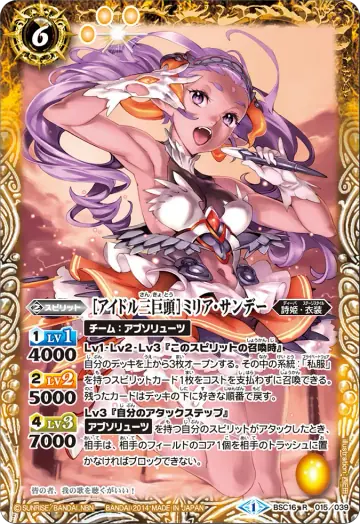 6
スピリット
[アイドル三巨頭]ミリア・サンデー
詩姫・衣装
チーム：アブソリューツ
1 LV1 4000
2 LV2 5000
4 LV3 7000
Lv1・Lv2・Lv3『このスピリットの召喚時』
自分のデッキを上から3枚オープンする。その中の系統：「私服」
を持つスピリットカード1枚をコストを支払わずに召喚できる。
残ったカードはデッキの下に好きな順番で戻す。
Lv3『自分のアタックステップ』
アブソリューツ を持つ自分のスピリットがアタックしたとき、
相手は、相手のフィールドのコア1個を相手のトラッシュに置
かなければブロックできない。
皆の者、我の歌を聴くがいい！
©SUNRISE/BANDAI,NBN BANDAI 2014 MADE IN JAPAN
1 BSC16 R 015 / 039